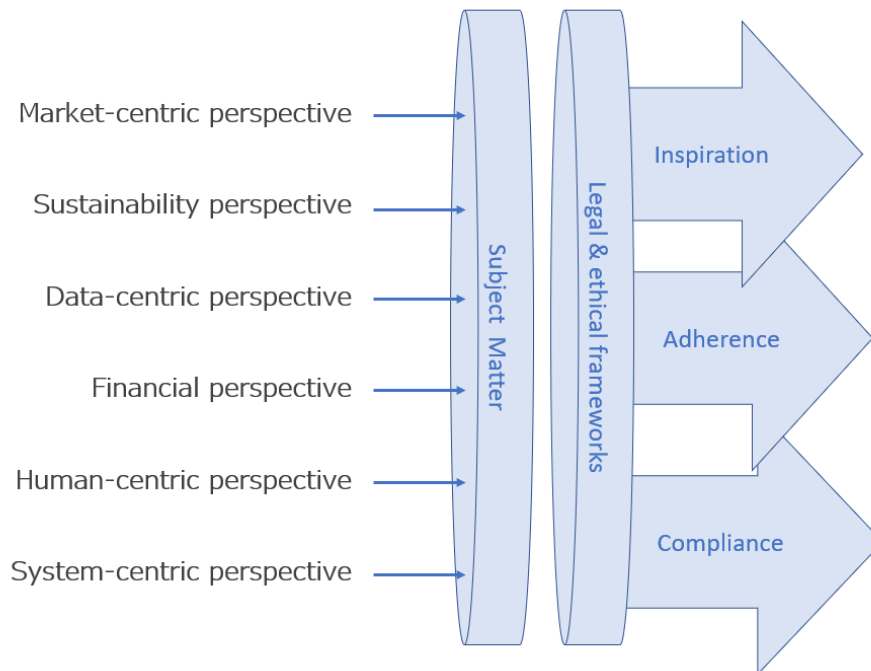 Market-centric perspective
Sustainability perspective
Data-centric perspective
Financial perspective
Human-centric perspective
System-centric perspective
Subject Matter
Legal & ethical frameworks
Inspiration
Adherence
Compliance